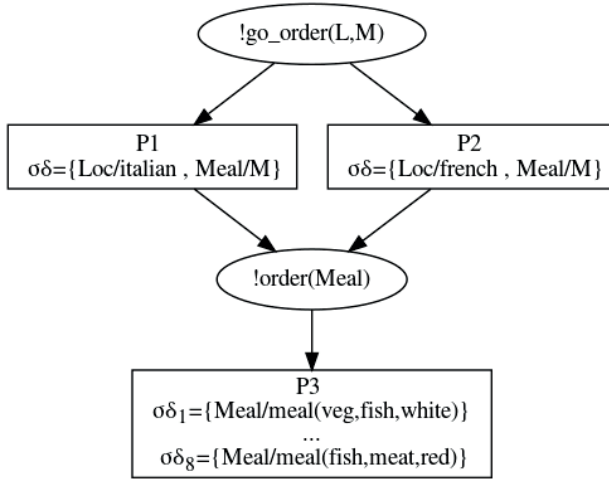 !go_order(L,M)
P1
σδ={Loc/italian , Meal/M}
P2
σδ={Loc/french , Meal/M}
!order(Meal)
P3
σδ₁={Meal/meal(veg,fish,white)}
...
σδ₈={Meal/meal(fish,meat,red)}